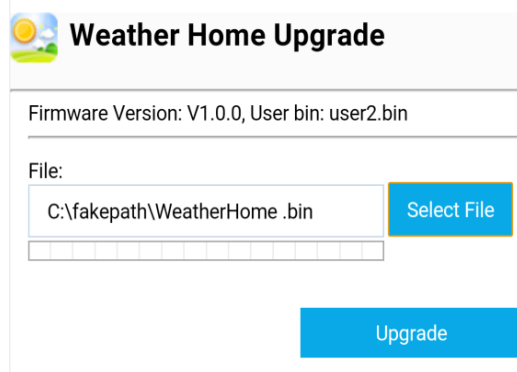 Weather Home Upgrade
Firmware Version: V1.0.0, User bin: user2.bin
File:
C:\fakepath\WeatherHome .bin
Select File
Upgrade